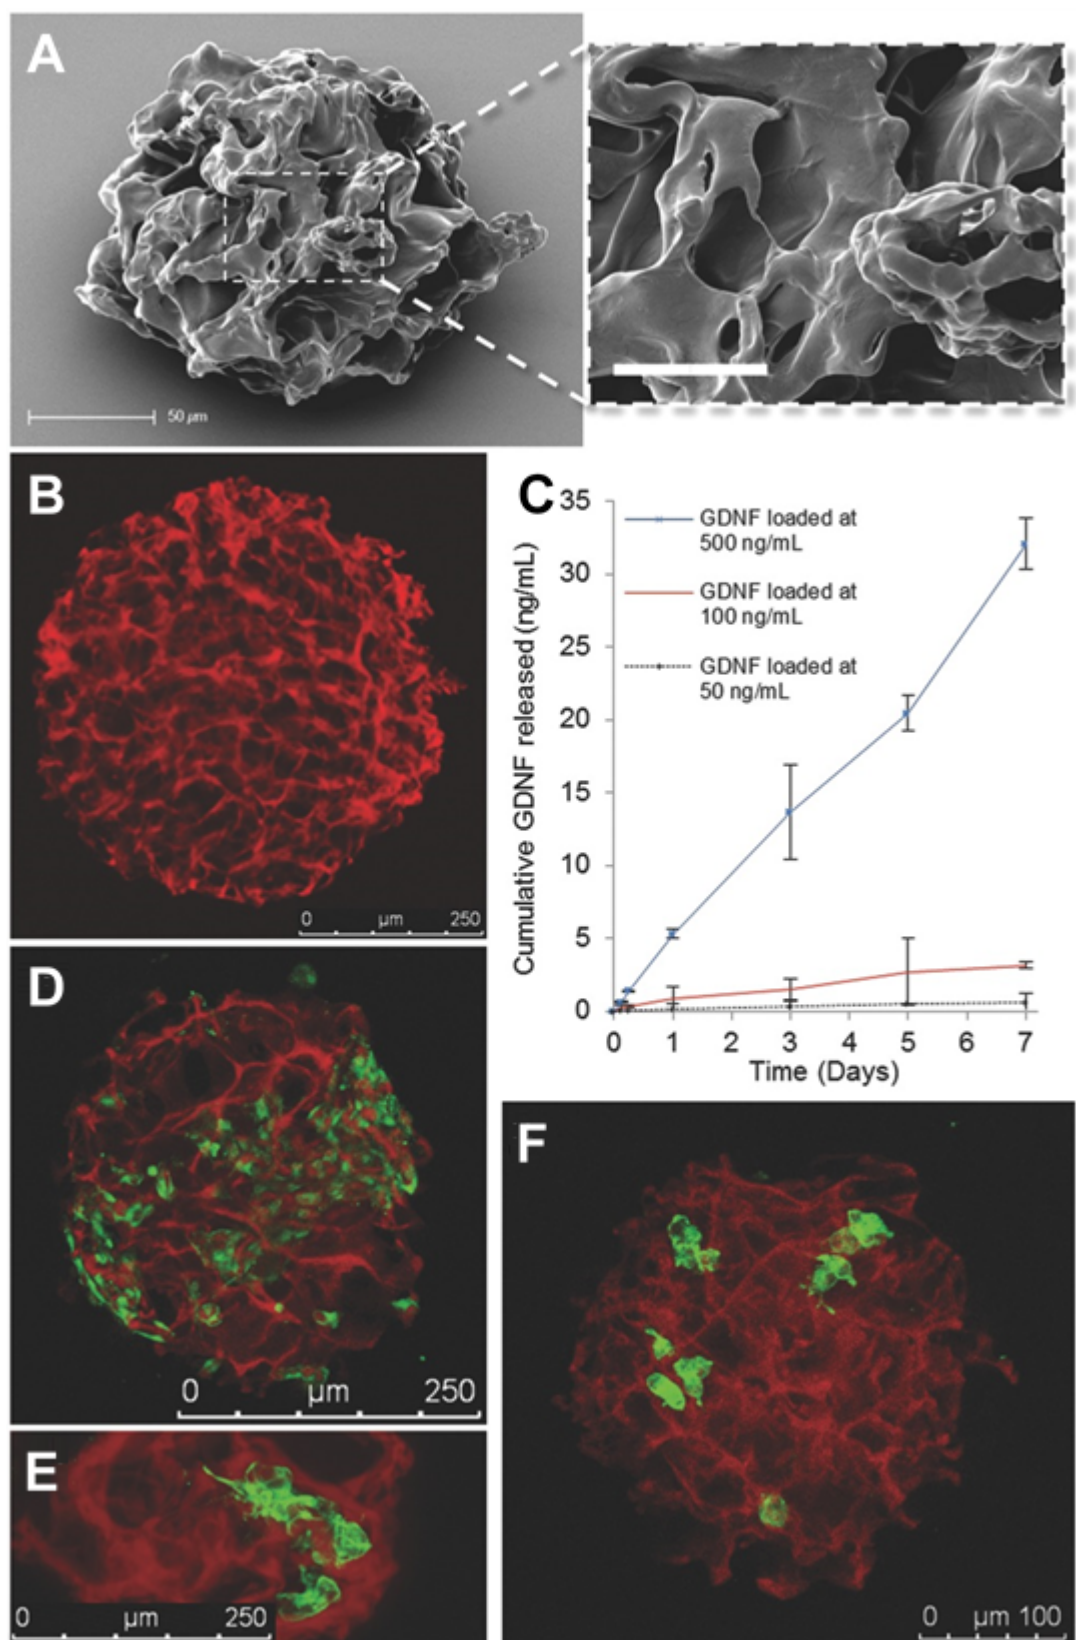 A
50 µm
B
0 µm 250
C
Cumulative GDNF released (ng/mL)
35
30
25
20
15
10
5
0
GDNF loaded at
500 ng/mL
GDNF loaded at
100 ng/mL
GDNF loaded at
50 ng/mL
0 1 2 3 4 5 6 7
Time (Days)
D
0 µm 250
E
0 µm 250
F
0 µm 100